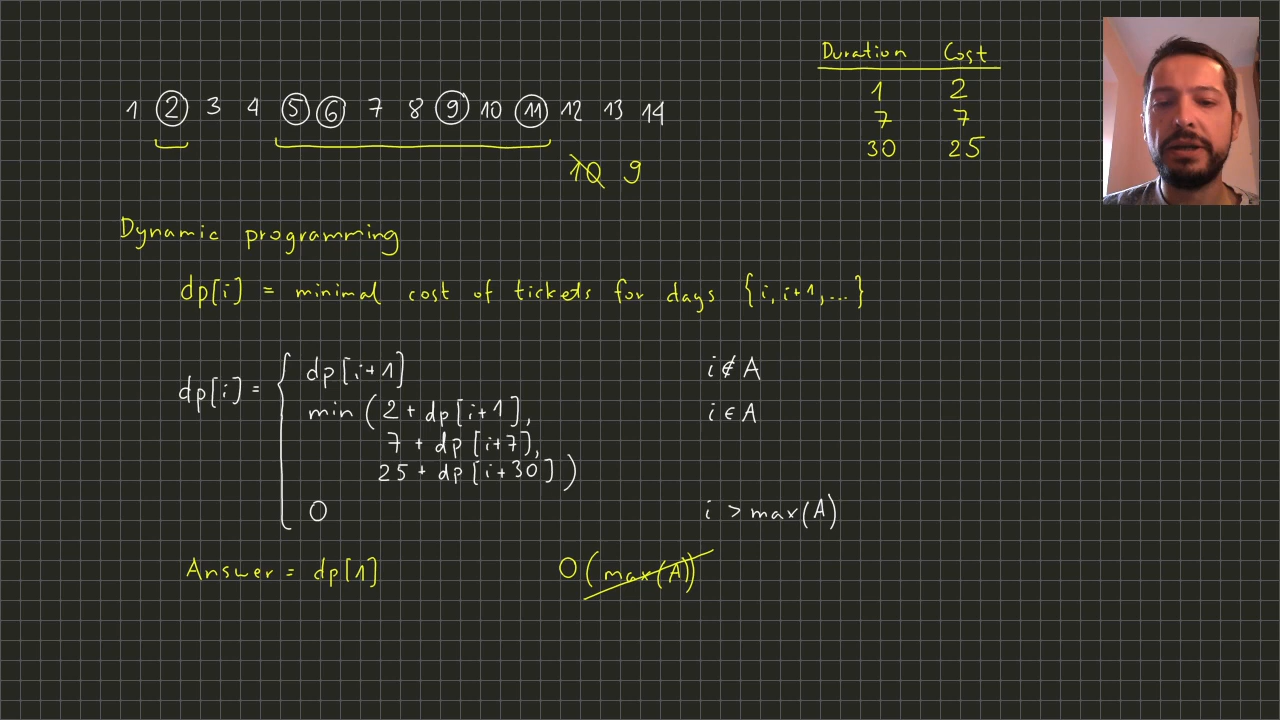 Duration Cost
1 2
7 7
30 25
1 2 3 4 5 6 7 8 9 10 11 12 13 14
10 9
Dynamic programming
dp[i] = minimal cost of tickets for days {i, i+1, ...}
dp[i] = { dp[i+1] i ∉ A
min (2 + dp[i+1], i ∈ A
7 + dp[i+7],
25 + dp[i+30])
0 i > max(A)
Answer = dp[1] O(max(A))